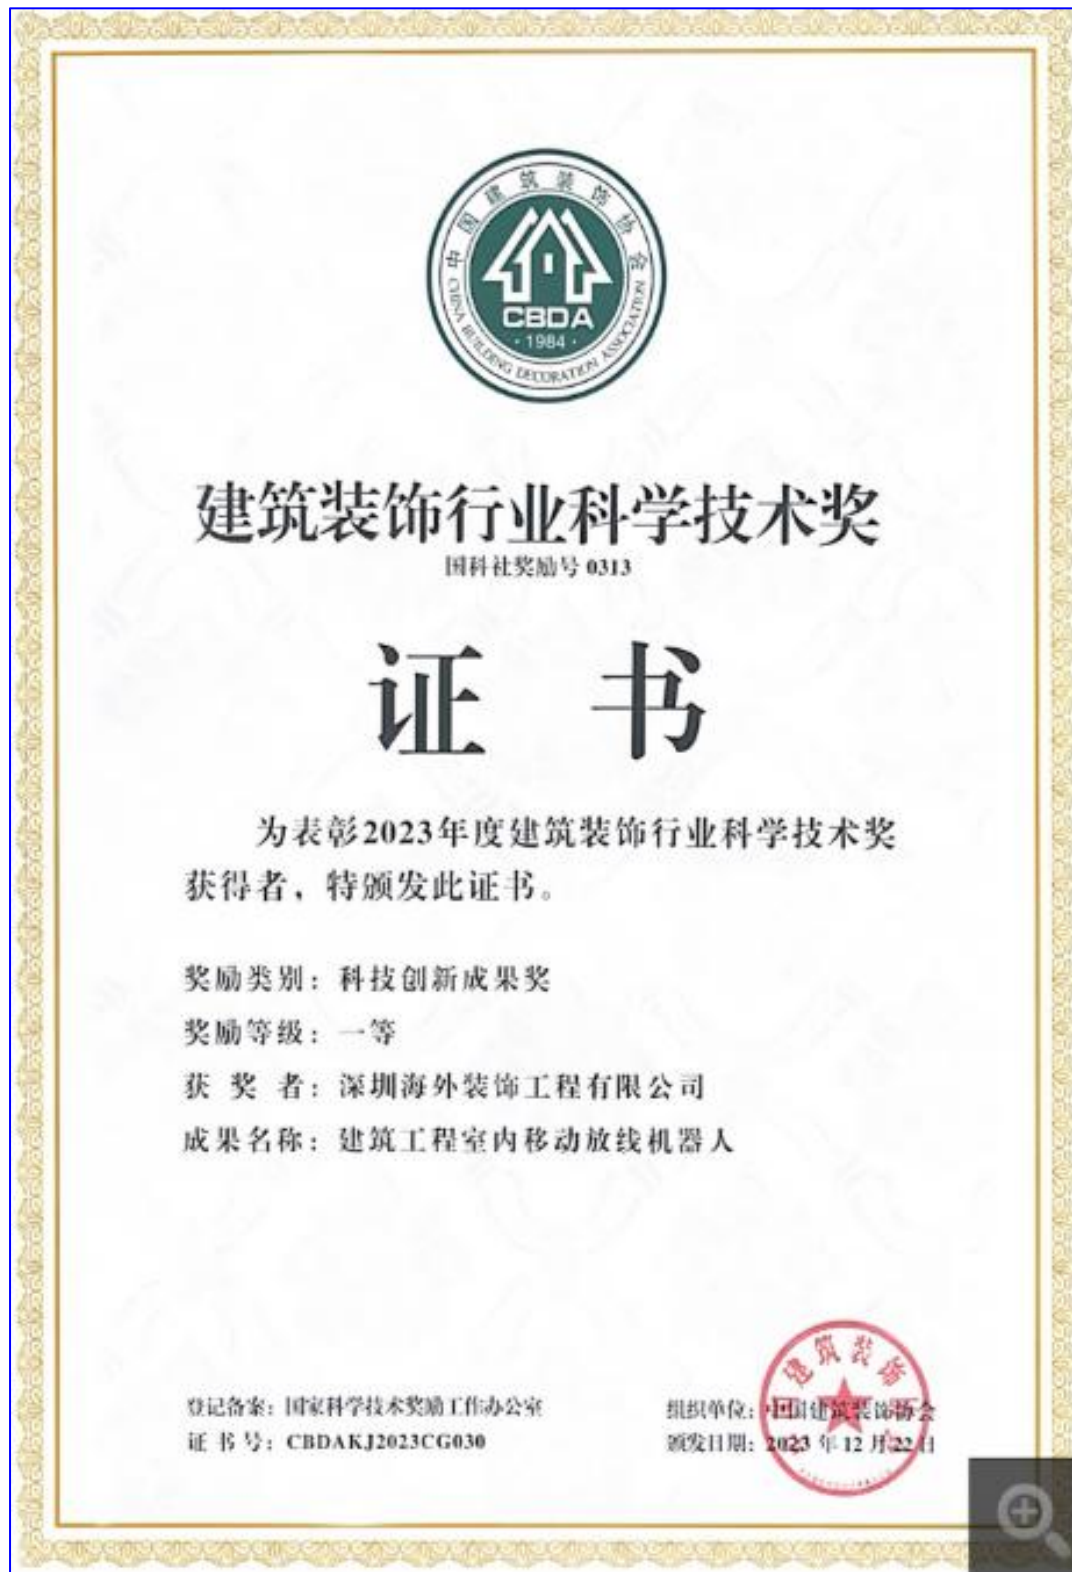 中国建筑装饰协会
CBDA
·1984·
CHINA BUILDING DECORATION ASSOCIATION
建筑装饰行业科学技术奖
国科社奖励号 0313
证 书
为表彰2023年度建筑装饰行业科学技术奖
获得者，特颁发此证书。
奖励类别：科技创新成果奖
奖励等级：一等
获 奖 者：深圳海外装饰工程有限公司
成果名称：建筑工程室内移动放线机器人
登记备案：国家科学技术奖励工作办公室
证 书 号：CBDAKJ2023CG030
组织单位：中国建筑装饰协会
颁发日期：2023 年 12 月 22 日
建筑装饰